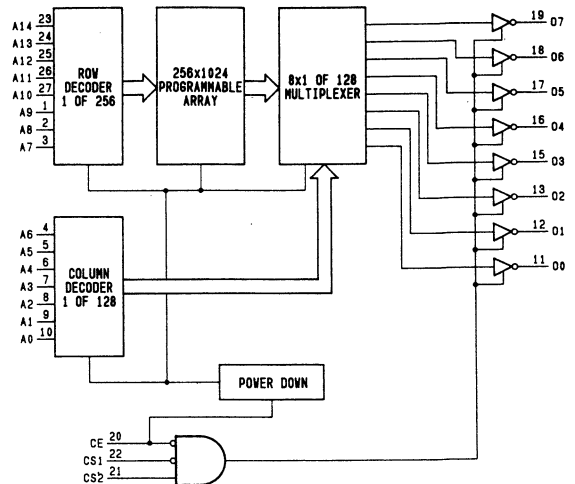 A14 23
A13 24
A12 25
A11 26
A10 27
A9 1
A8 2
A7 3
ROW
DECODER
1 OF 256
256x1024
PROGRAMMABLE
ARRAY
8x1 OF 128
MULTIPLEXER
19 O7
18 O6
17 O5
16 O4
15 O3
13 O2
12 O1
11 O0
A6 4
A5 5
A4 6
A3 7
A2 8
A1 9
A0 10
COLUMN
DECODER
1 OF 128
POWER DOWN
CE 20
CS1 22
CS2 21